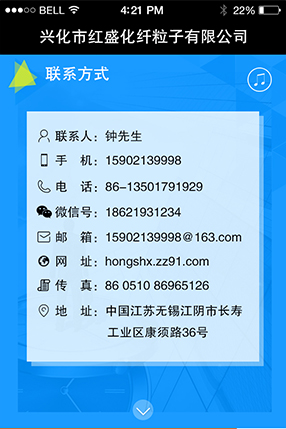 BELL 4:21 PM 22%
兴化市红盛化纤粒子有限公司
联系方式
联系人：钟先生
手 机：15902139998
电 话：86-13501791929
微信号：18621931234
邮 箱：15902139998@163.com
网 址：hongshx.zz91.com
传 真：86 0510 86965126
地 址：中国江苏无锡江阴市长寿
工业区康须路36号